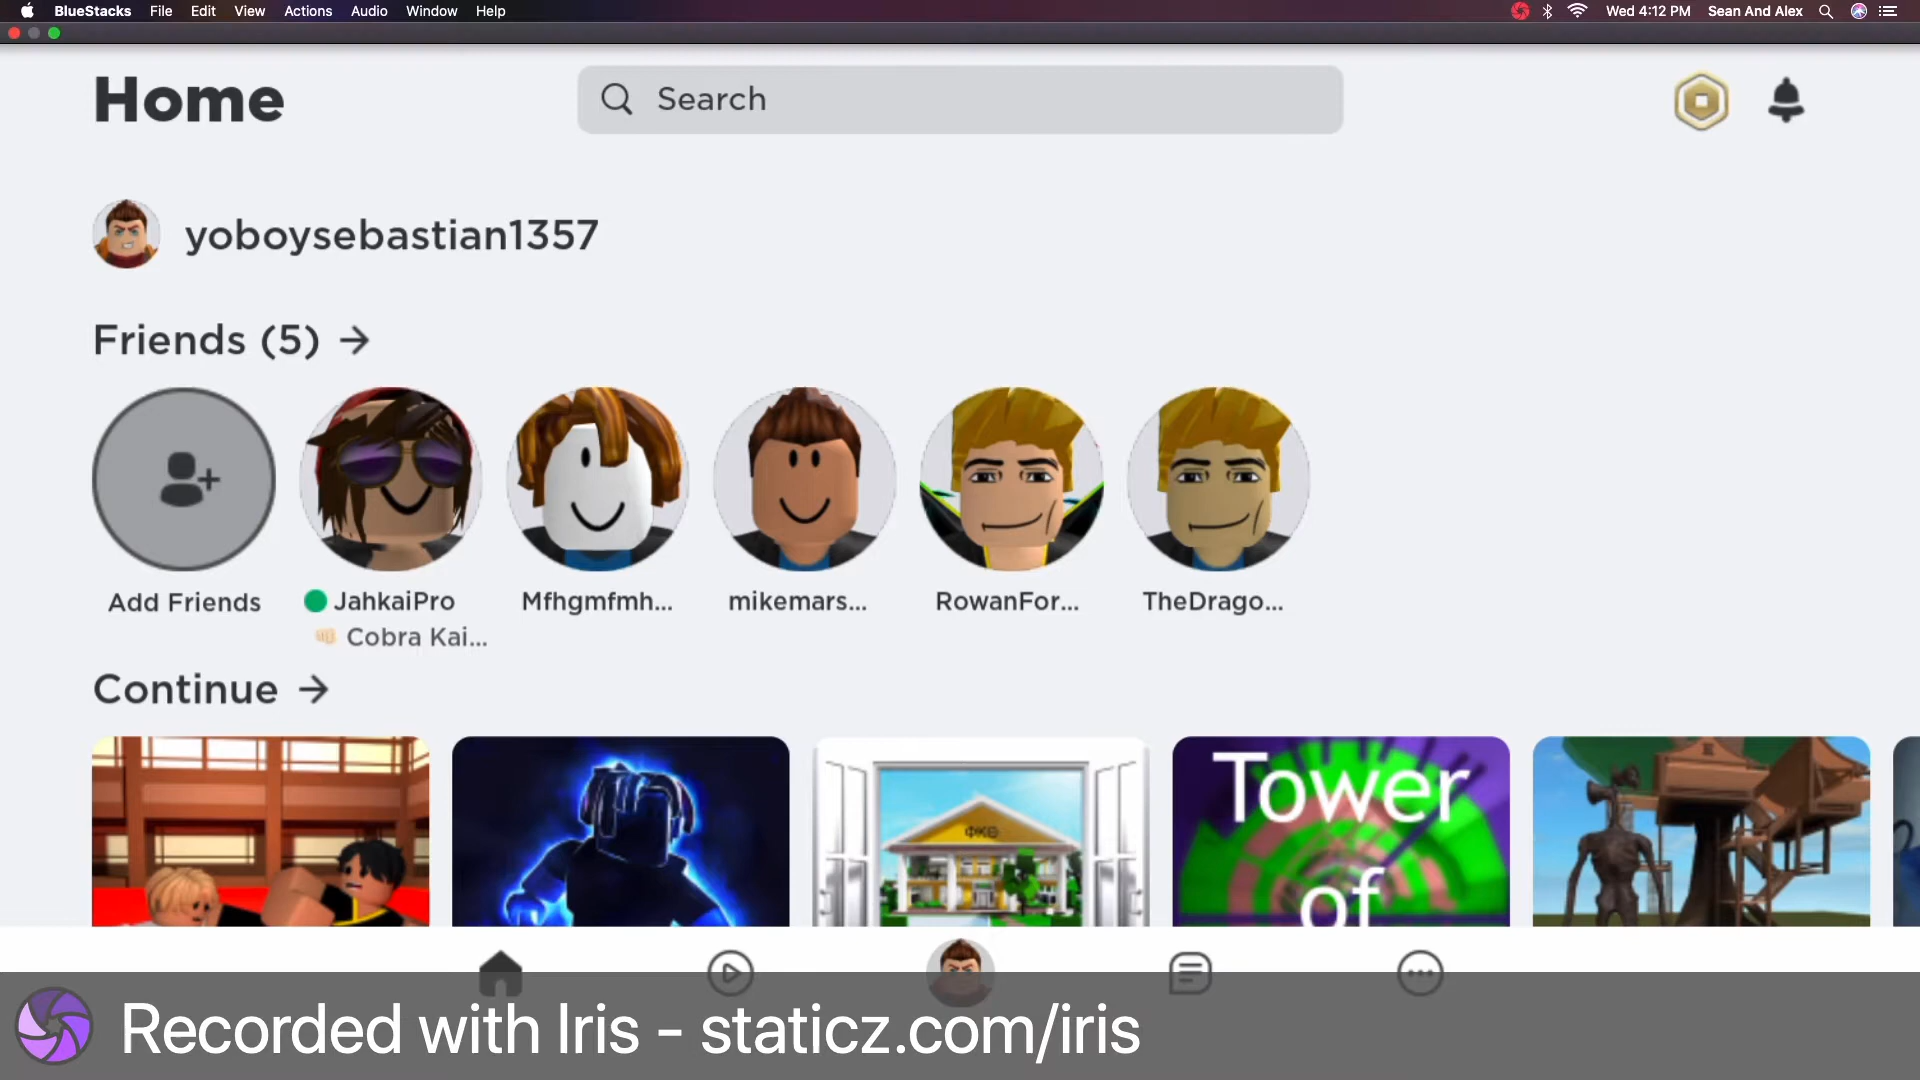 BlueStacks File Edit View Actions Audio Window Help Wed 4:12 PM Sean And Alex
Home
Search
yoboysebastian1357
Friends (5) →
Add Friends
JahkaiPro
Cobra Kai...
Mfhgmfmh...
mikemars...
RowanFor...
TheDrago...
Continue →
ΦΚΘ
Tower
of
Recorded with Iris - staticz.com/iris